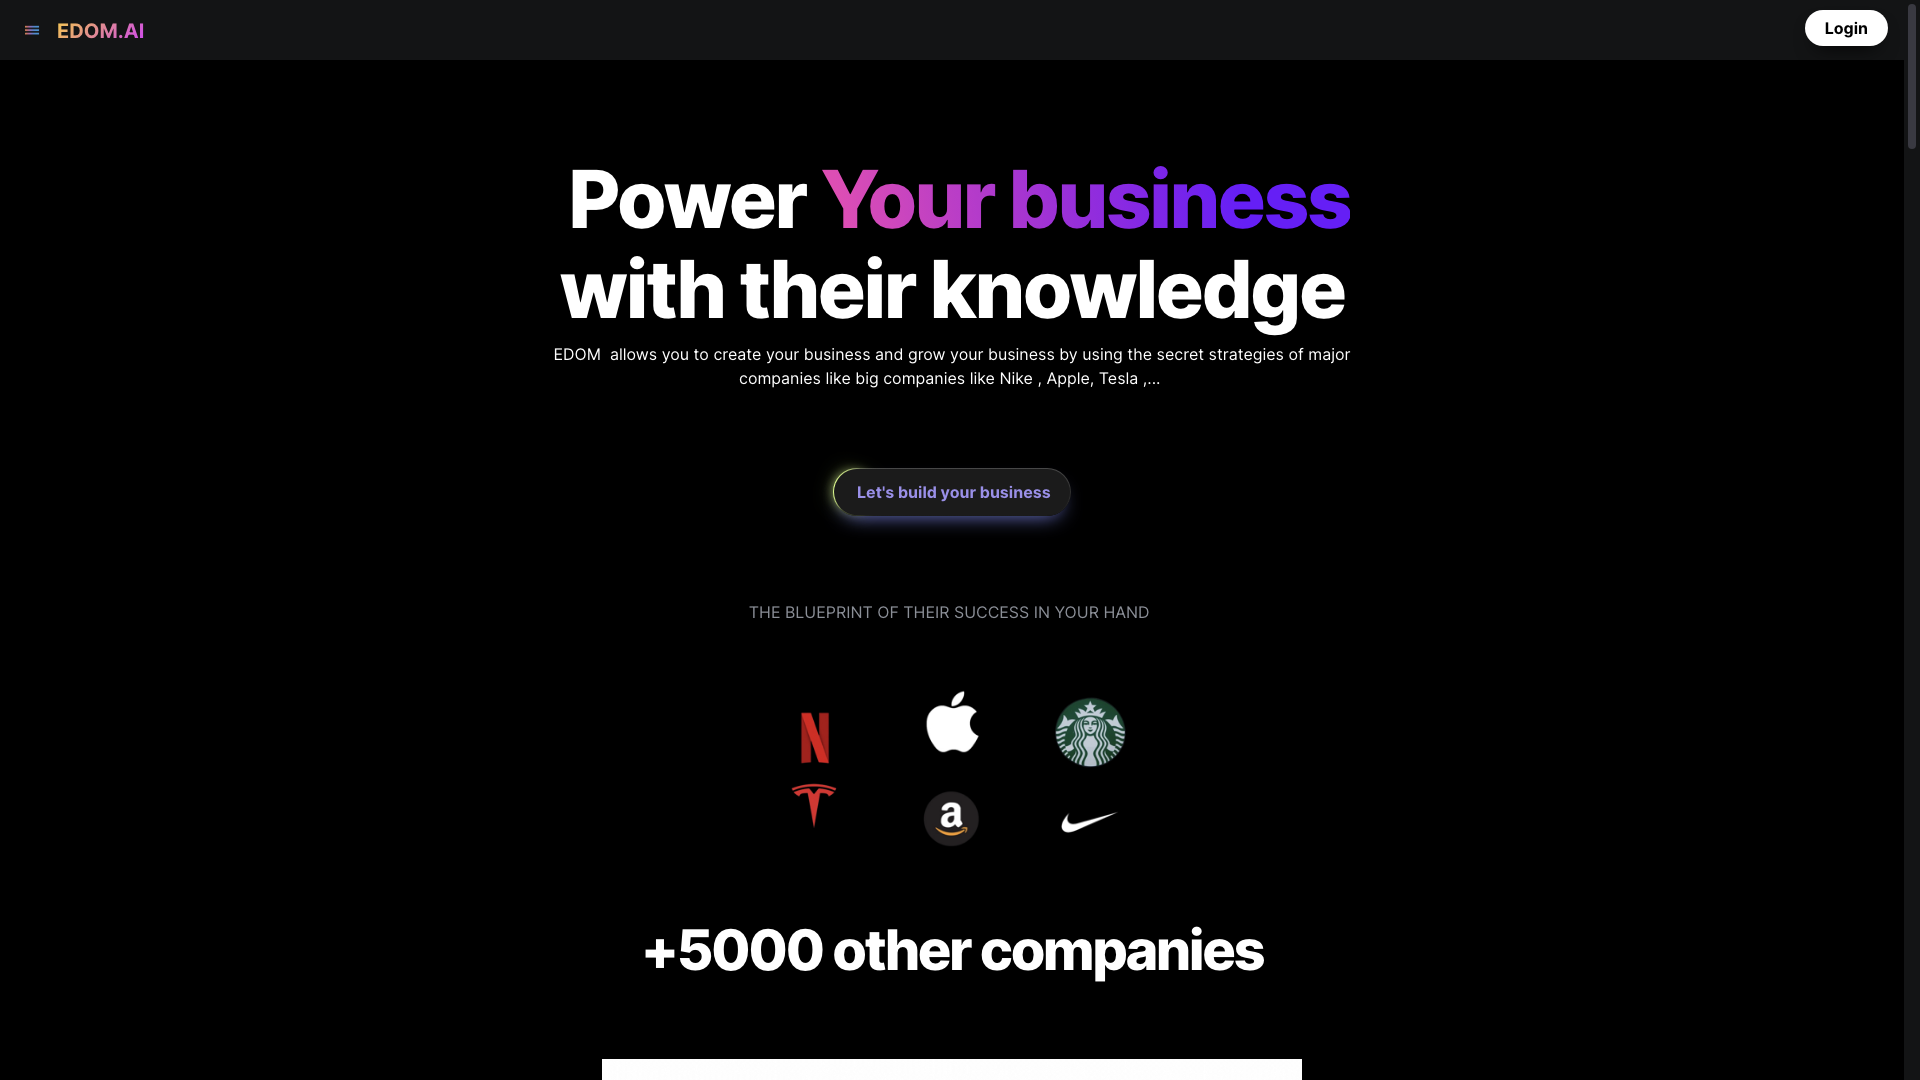 EDOM.AI
Login
Power Your business
with their knowledge
EDOM allows you to create your business and grow your business by using the secret strategies of major
companies like big companies like Nike , Apple, Tesla ,...
Let's build your business
THE BLUEPRINT OF THEIR SUCCESS IN YOUR HAND
N
a
+5000 other companies